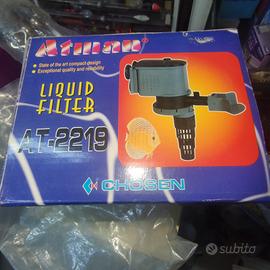 Atman
State of the art compact design
Exceptional quality and reliability
LIQUID
FILTER
AT-2219
CHOSEN
subito